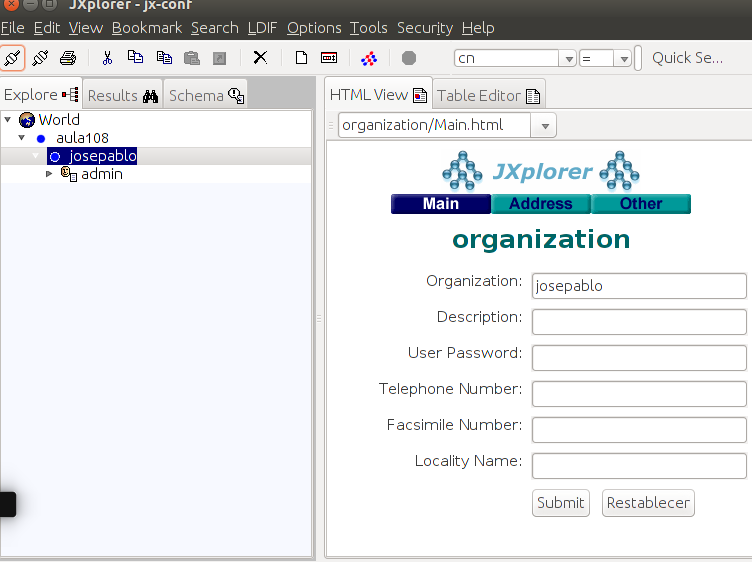 JXplorer - jx-conf
File Edit View Bookmark Search LDIF Options Tools Security Help
cn = Quick Se...
Explore Results Schema
HTML View Table Editor
World
aula108
josepablo
admin
organization/Main.html
JXplorer
Main Address Other
organization
Organization: josepablo
Description:
User Password:
Telephone Number:
Facsimile Number:
Locality Name:
Submit Restablecer